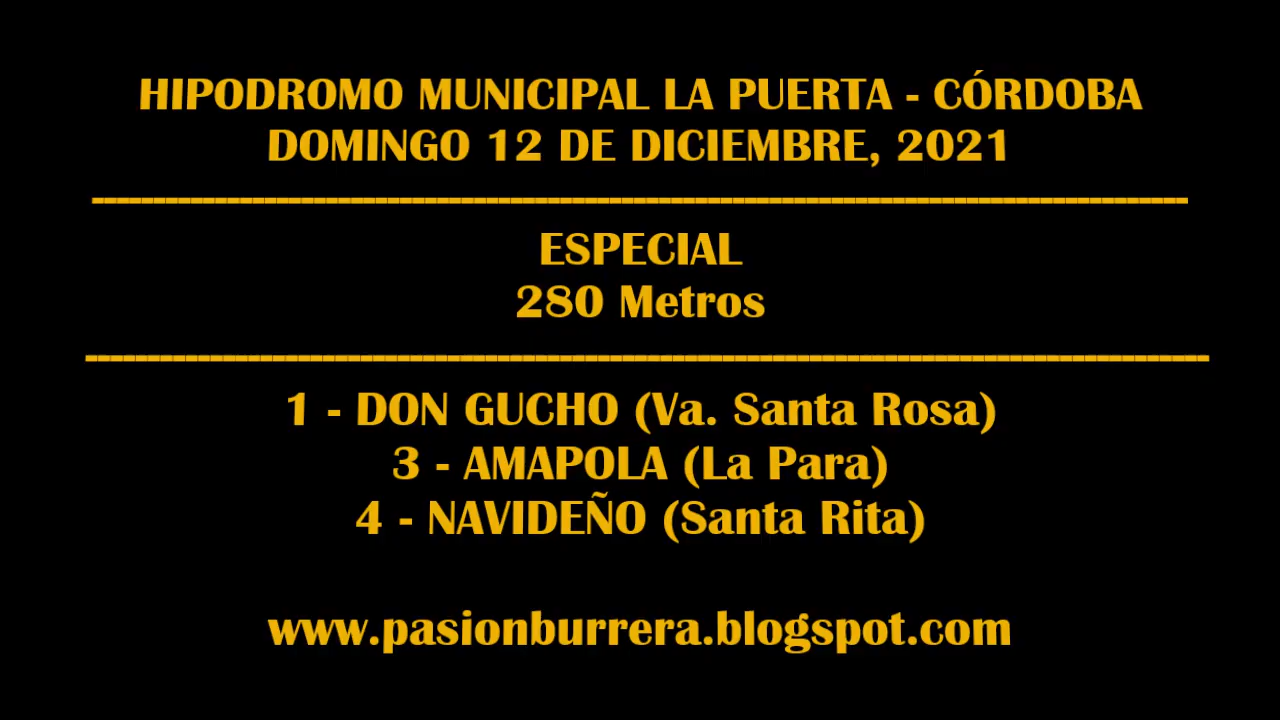 HIPODROMO MUNICIPAL LA PUERTA - CÓRDOBA
DOMINGO 12 DE DICIEMBRE, 2021
ESPECIAL
280 Metros
1 - DON GUCHO (Va. Santa Rosa)
3 - AMAPOLA (La Para)
4 - NAVIDEÑO (Santa Rita)
www.pasionburrera.blogspot.com